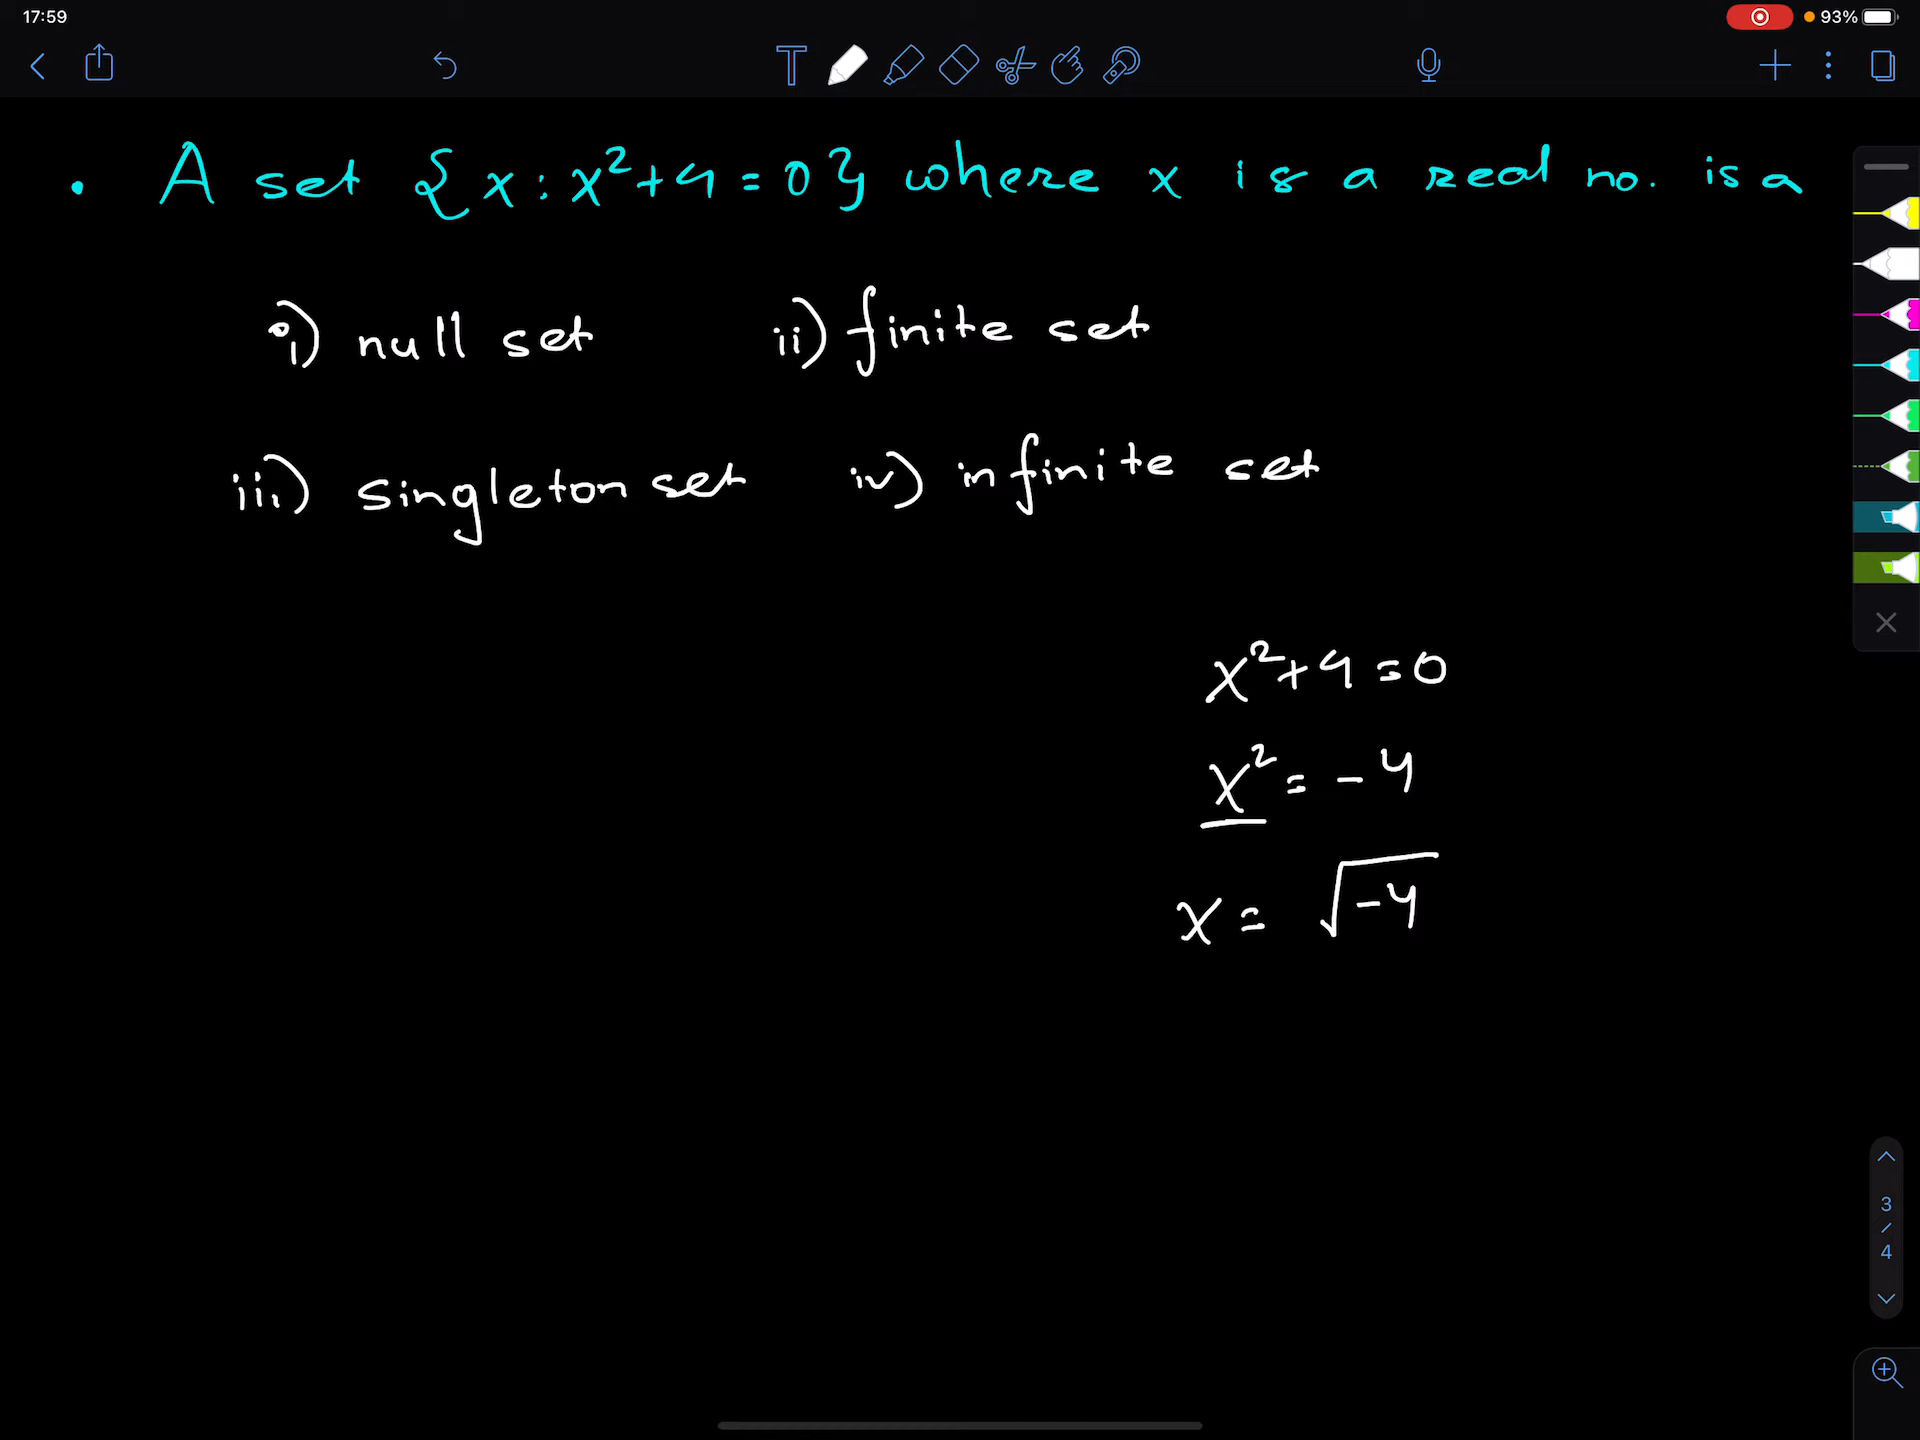 17:59
93%
T
• A set {x : x²+4 = 0} where x is a real no. is a
i) null set ii) finite set
iii) singleton set iv) infinite set
x²+4 = 0
x² = -4
x = √-4
3
/
4